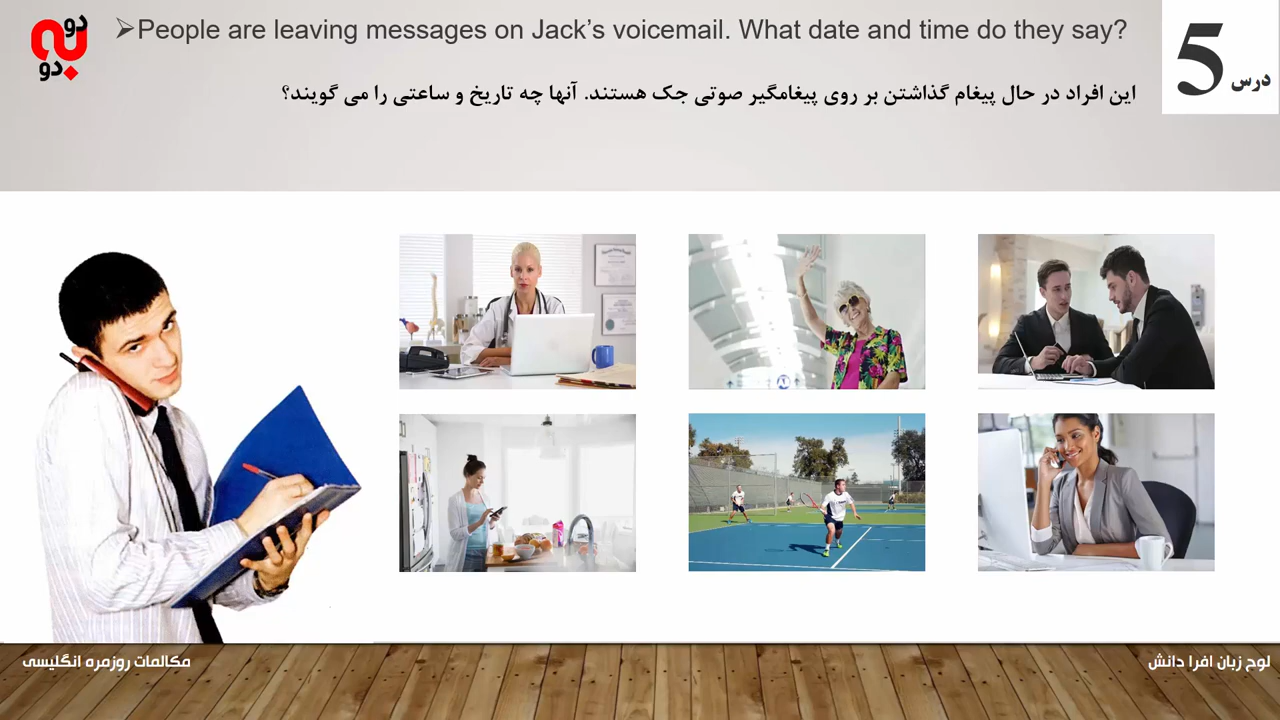 ➢People are leaving messages on Jack’s voicemail. What date and time do they say?
این افراد در حال پیغام گذاشتن بر روی پیغامگیر صوتی جک هستند. آنها چه تاریخ و ساعتی را می گویند؟
درس 5
دو به دو
مکالمات روزمره انگلیسی
لوح زبان افرا دانش